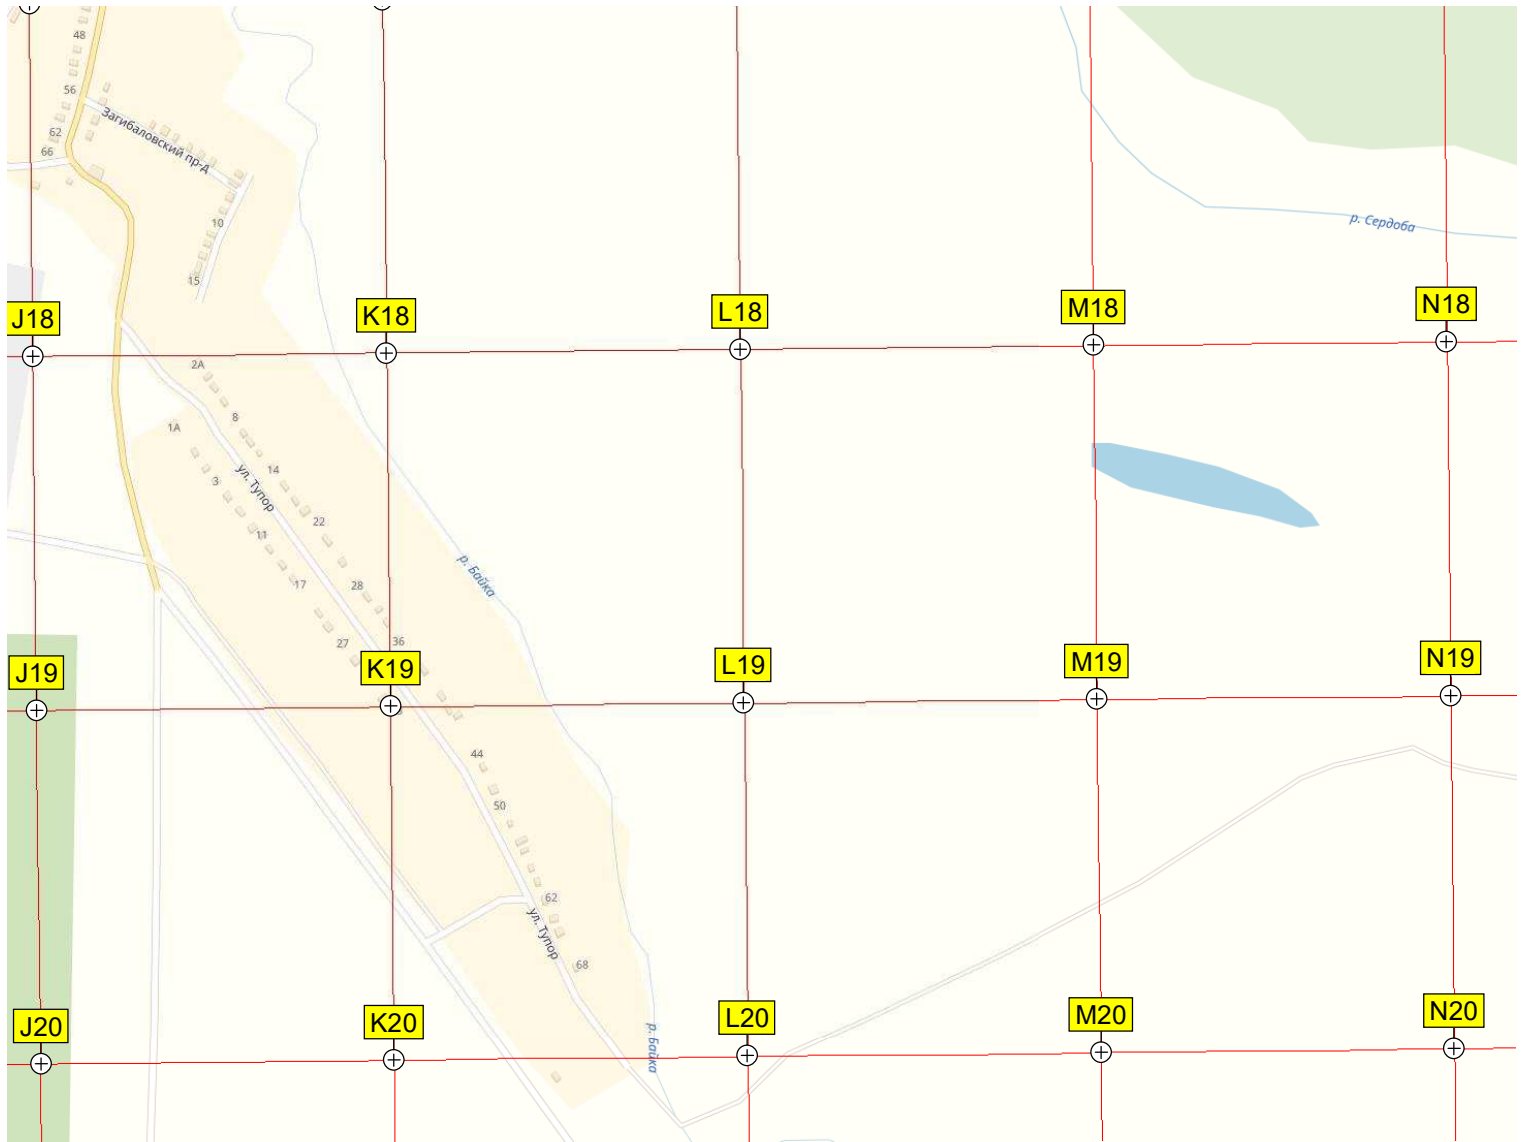 48
56
Загибаловский пр-д
62
66
10
р. Сердоба
15
J18
K18
L18
M18
N18
2А
8
1А
14
3
ул. Тупор
22
11
р. Байка
17
28
27
36
J19
K19
L19
M19
N19
44
50
62
ул. Тупор
68
J20
K20
L20
M20
N20
р. Байка